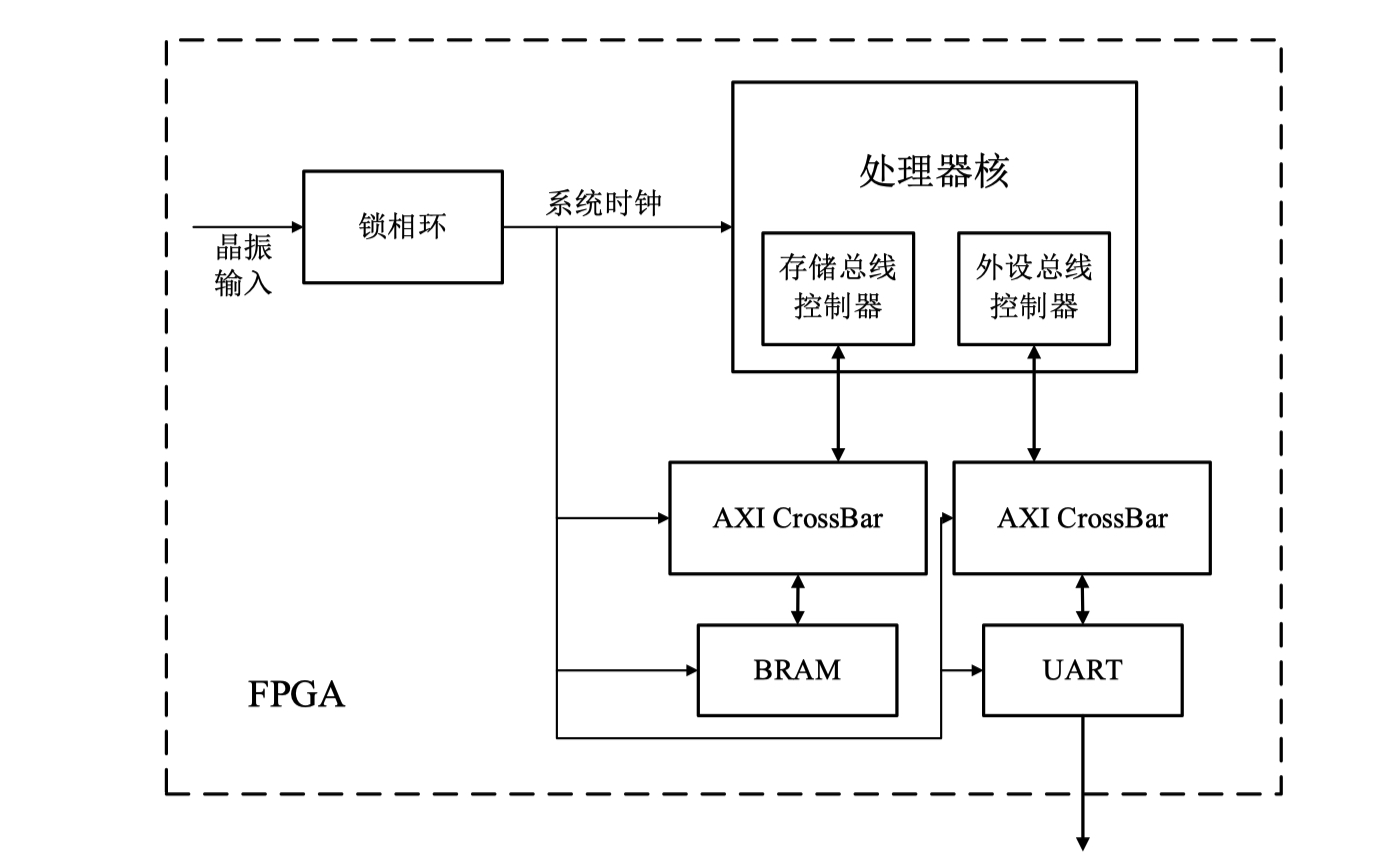 处理器核
系统时钟
锁相环
晶振
输入
存储总线
控制器
外设总线
控制器
AXI CrossBar
AXI CrossBar
BRAM
UART
FPGA